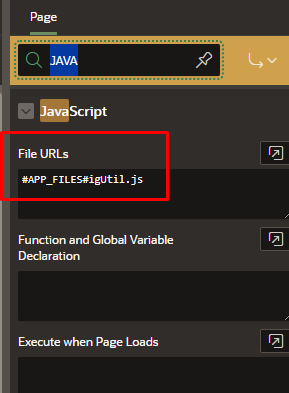 Page
JAVA
JavaScript
File URLs
#APP_FILES#igUtil.js
Function and Global Variable
Declaration
Execute when Page Loads